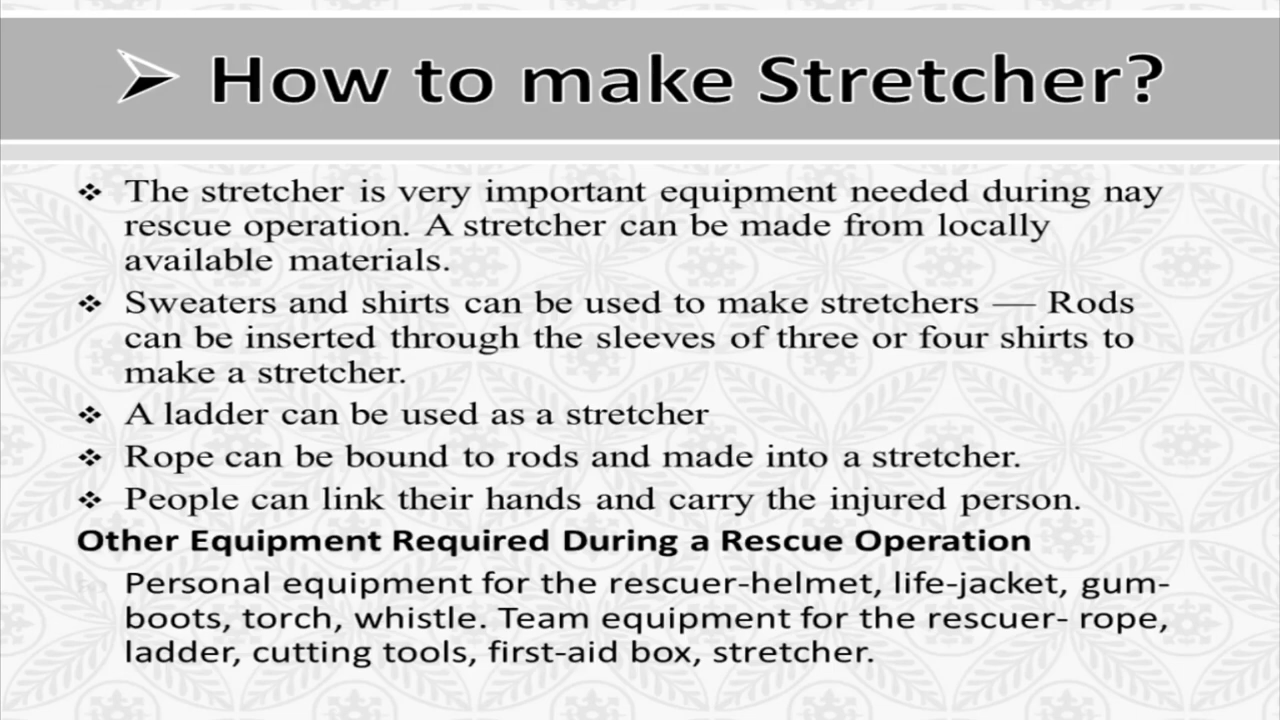 How to make Stretcher?
The stretcher is very important equipment needed during nay
rescue operation. A stretcher can be made from locally
available materials.
Sweaters and shirts can be used to make stretchers — Rods
can be inserted through the sleeves of three or four shirts to
make a stretcher.
A ladder can be used as a stretcher
Rope can be bound to rods and made into a stretcher.
People can link their hands and carry the injured person.
Other Equipment Required During a Rescue Operation
Personal equipment for the rescuer-helmet, life-jacket, gum-
boots, torch, whistle. Team equipment for the rescuer- rope,
ladder, cutting tools, first-aid box, stretcher.